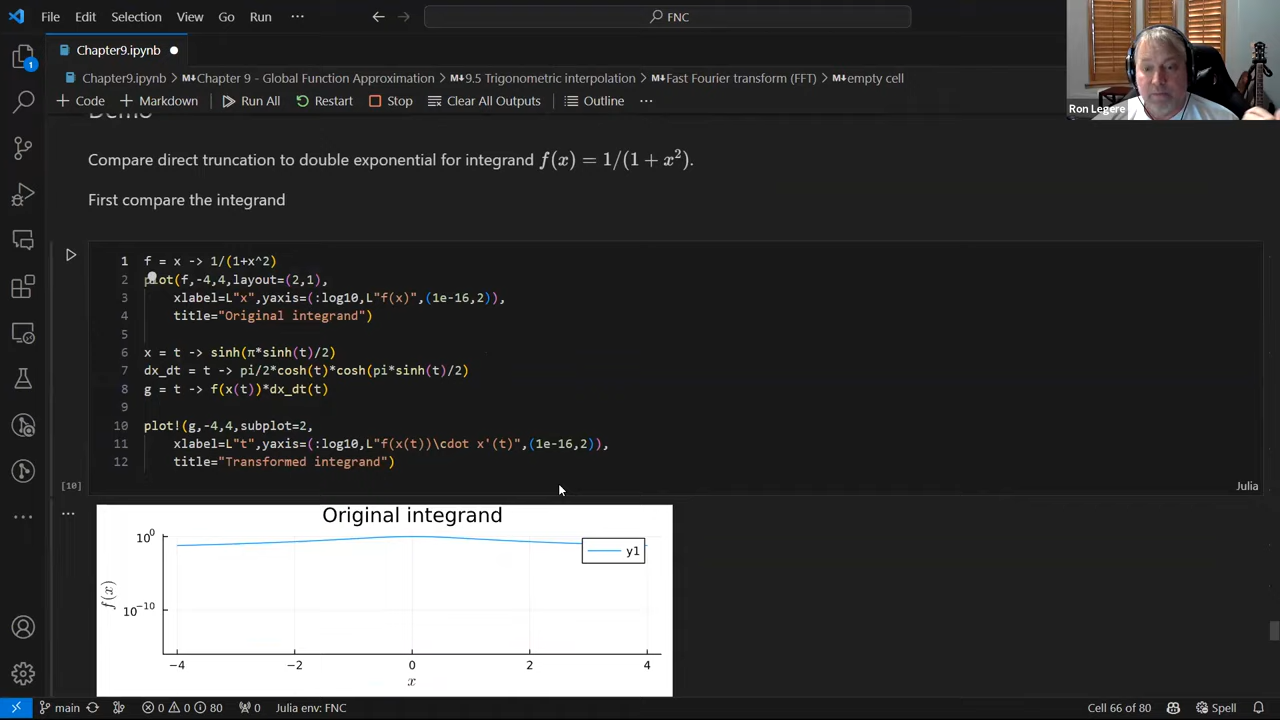 File Edit Selection View Go Run ··· FNC
Chapter9.ipynb
Chapter9.ipynb > M↓Chapter 9 - Global Function Approximation > M↓9.5 Trigonometric interpolation > M↓Fast Fourier transform (FFT) > M↓empty cell
+ Code + Markdown Run All Restart Stop Clear All Outputs Outline ···
Ron Legere
Demo
Compare direct truncation to double exponential for integrand f(x) = 1/(1 + x²).
First compare the integrand
1 f = x -> 1/(1+x^2)
2 plot(f,-4,4,layout=(2,1),
3 xlabel=L"x",yaxis=(:log10,L"f(x)",(1e-16,2)),
4 title="Original integrand")
5
6 x = t -> sinh(π*sinh(t)/2)
7 dx_dt = t -> pi/2*cosh(t)*cosh(pi*sinh(t)/2)
8 g = t -> f(x(t))*dx_dt(t)
9
10 plot!(g,-4,4,subplot=2,
11 xlabel=L"t",yaxis=(:log10,L"f(x(t))\cdot x'(t)",(1e-16,2)),
12 title="Transformed integrand")
[10] Julia
Original integrand
10⁰
y1
f(x)
10⁻¹⁰
−4 −2 0 2 4
x
1
main 0 0 80 0 Julia env: FNC Cell 66 of 80 Spell